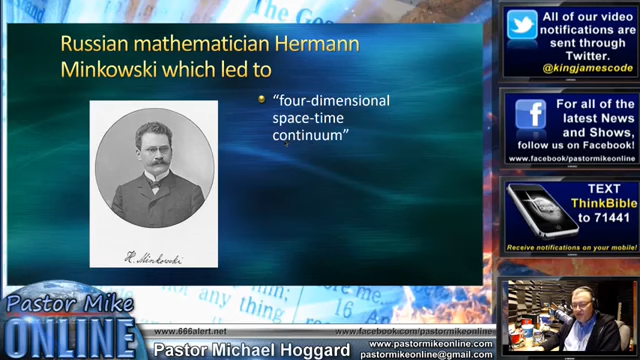 Russian mathematician Hermann
Minkowski which led to
"four-dimensional
space-time
continuum"
H. Minkowski
All of our video
notifications are
sent through
Twitter.
@kingjamescode
For all of the
latest News
and Shows,
follow us on Facebook!
www.facebook/pastormikeonline
TEXT
ThinkBible
to 71441
Receive notifications on your mobile!
Pastor Mike
ONLINE
www.666alert.net
www.facebook.com/pastormikeonline
Pastor Michael Hoggard
www.pastormikeonline.com
pastormikeonline@gmail.com